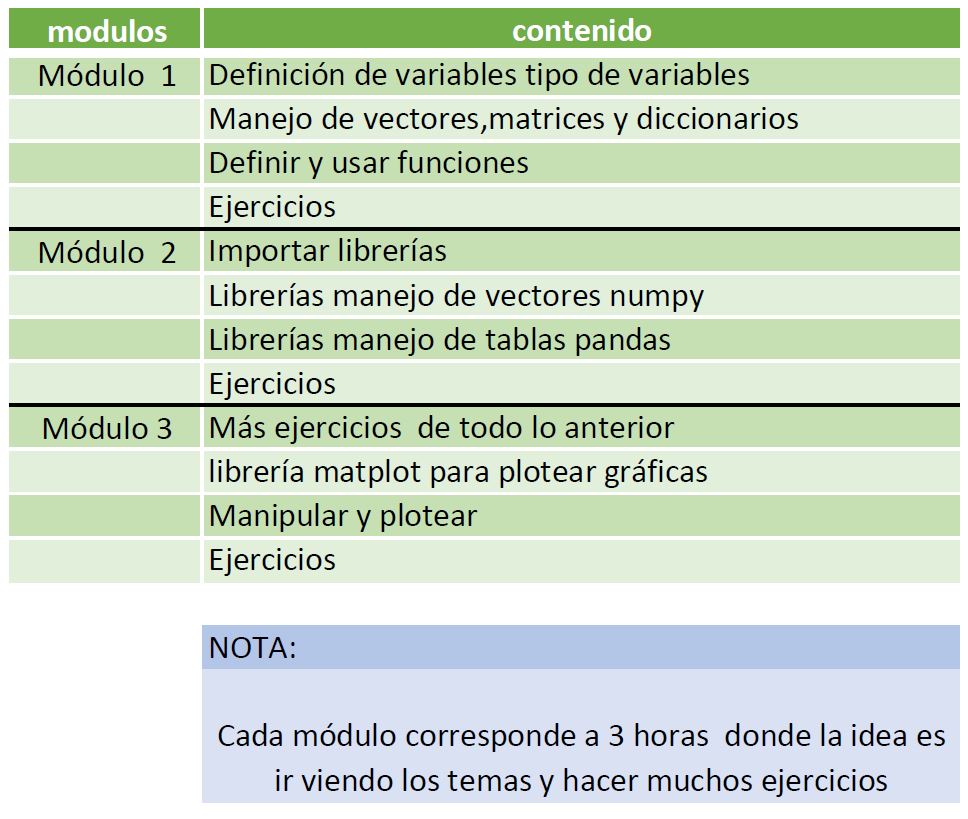 modulos contenido
Módulo 1 Definición de variables tipo de variables
Manejo de vectores,matrices y diccionarios
Definir y usar funciones
Ejercicios
Módulo 2 Importar librerías
Librerías manejo de vectores numpy
Librerías manejo de tablas pandas
Ejercicios
Módulo 3 Más ejercicios de todo lo anterior
librería matplot para plotear gráficas
Manipular y plotear
Ejercicios
NOTA:
Cada módulo corresponde a 3 horas donde la idea es
ir viendo los temas y hacer muchos ejercicios